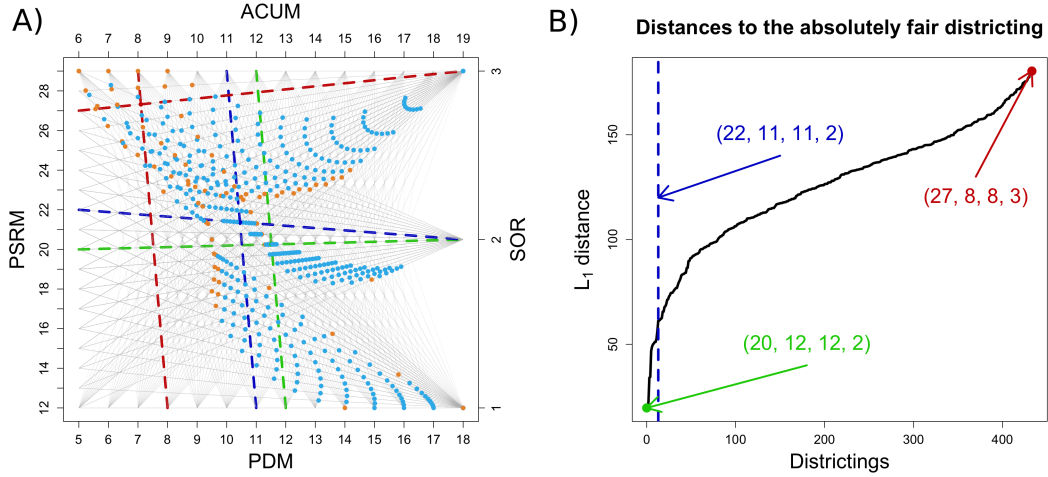 A)
ACUM
6 7 8 9 10 11 12 13 14 15 16 17 18 19
PSRM
28
26
24
22
20
18
16
14
12
3
2
1
SOR
5 6 7 8 9 10 11 12 13 14 15 16 17 18
PDM
B)
Distances to the absolutely fair districting
L1 distance
150
100
50
(22, 11, 11, 2)
(27, 8, 8, 3)
(20, 12, 12, 2)
0 100 200 300 400
Districtings